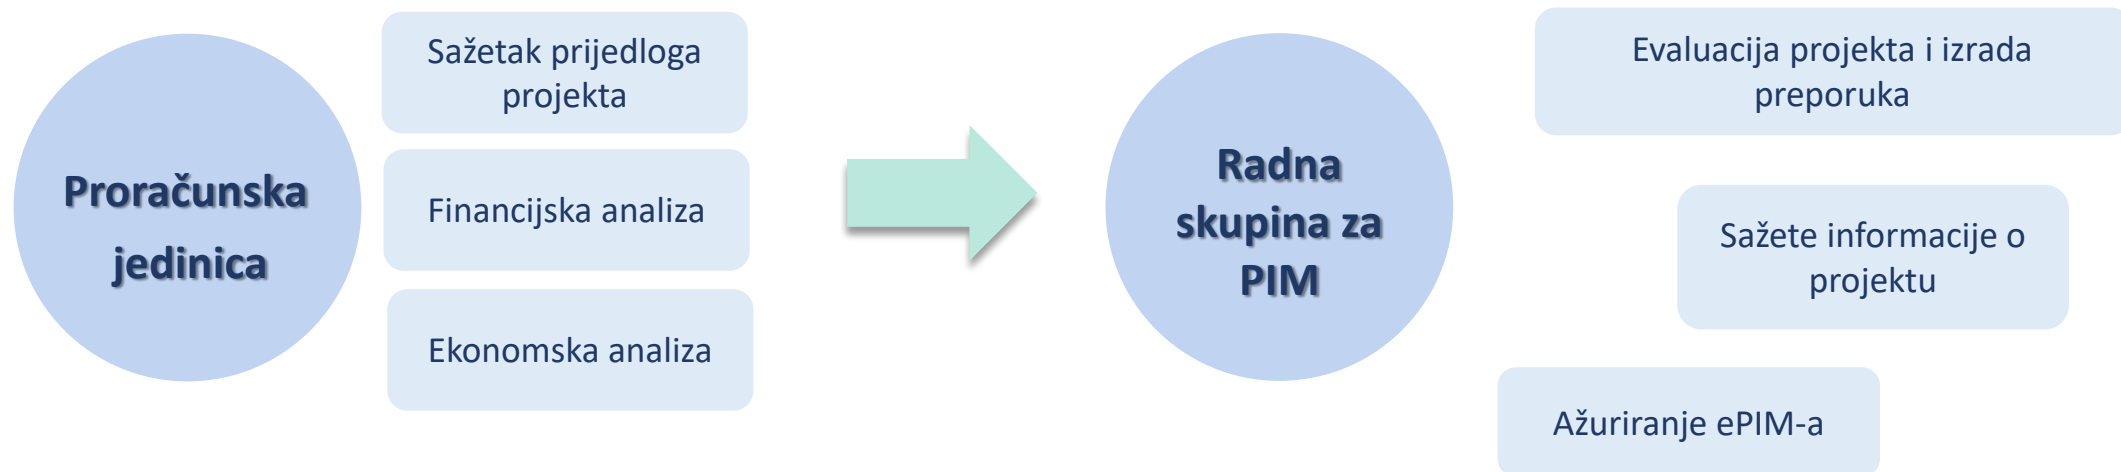 Proračunska
jedinica
Sažetak prijedloga
projekta
Financijska analiza
Ekonomska analiza
Radna
skupina za
PIM
Evaluacija projekta i izrada
preporuka
Sažete informacije o
projektu
Ažuriranje ePIM-a